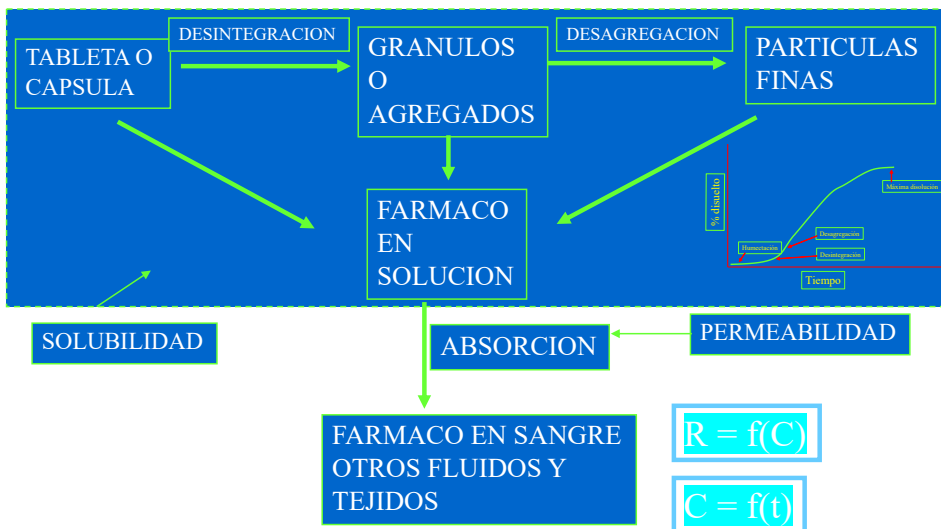 DESINTEGRACION
DESAGREGACION
TABLETA O
CAPSULA
GRANULOS
O
AGREGADOS
PARTICULAS
FINAS
FARMACO
EN
SOLUCION
% disuelto
Máxima disolución
Humectación
Desagregación
Desintegración
Tiempo
SOLUBILIDAD
ABSORCION
PERMEABILIDAD
FARMACO EN SANGRE
OTROS FLUIDOS Y
TEJIDOS
R = f(C)
C = f(t)